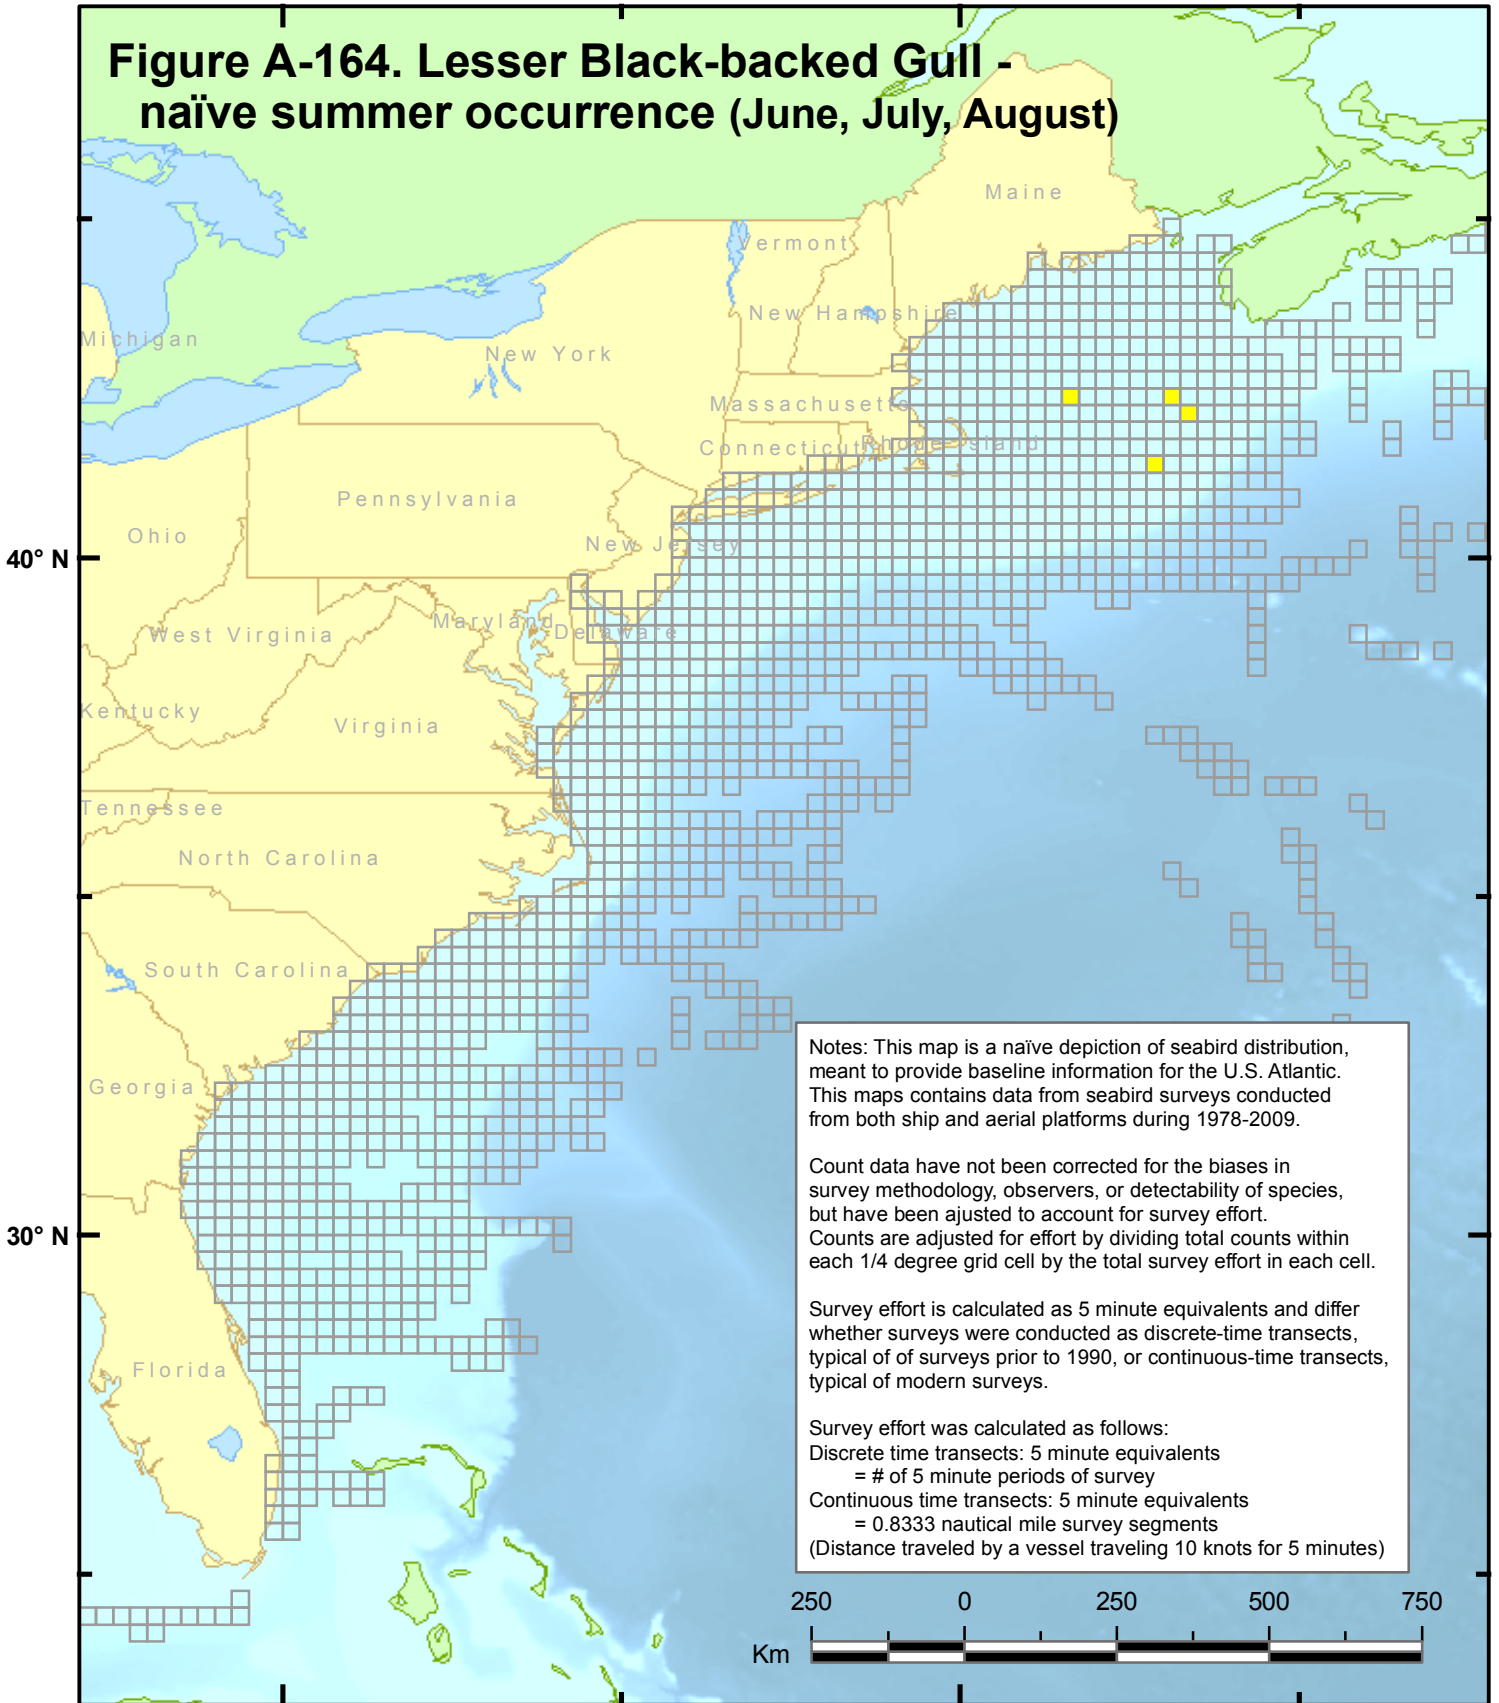 Figure A-164. Lesser Black-backed Gull -
naïve summer occurrence (June, July, August)
Maine
Vermont
New Hampshire
Michigan
New York
Massachusetts
Connecticut
Rhode Island
Pennsylvania
Ohio
New Jersey
40° N
West Virginia
Maryland
Delaware
Kentucky
Virginia
Tennessee
North Carolina
South Carolina
Georgia
30° N
Florida
Notes: This map is a naïve depiction of seabird distribution,
meant to provide baseline information for the U.S. Atlantic.
This maps contains data from seabird surveys conducted
from both ship and aerial platforms during 1978-2009.
Count data have not been corrected for the biases in
survey methodology, observers, or detectability of species,
but have been ajusted to account for survey effort.
Counts are adjusted for effort by dividing total counts within
each 1/4 degree grid cell by the total survey effort in each cell.
Survey effort is calculated as 5 minute equivalents and differ
whether surveys were conducted as discrete-time transects,
typical of of surveys prior to 1990, or continuous-time transects,
typical of modern surveys.
Survey effort was calculated as follows:
Discrete time transects: 5 minute equivalents
= # of 5 minute periods of survey
Continuous time transects: 5 minute equivalents
= 0.8333 nautical mile survey segments
(Distance traveled by a vessel traveling 10 knots for 5 minutes)
250 0 250 500 750
Km